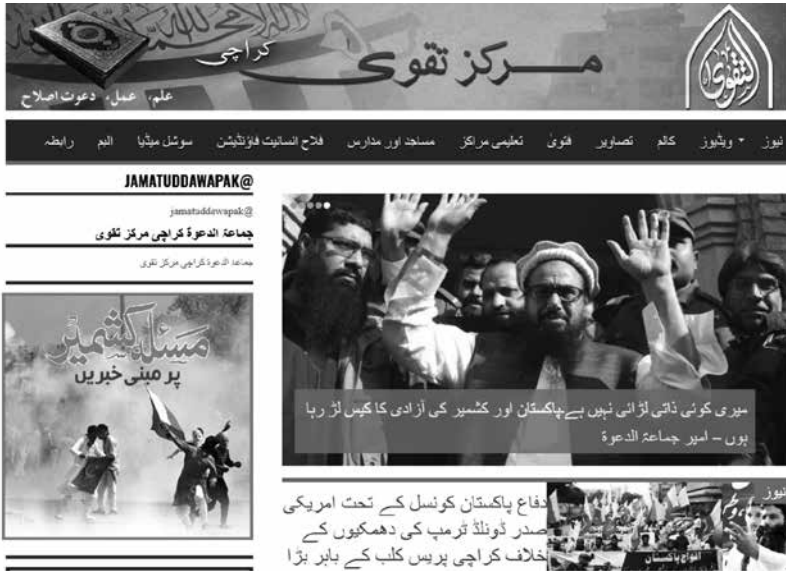 کراچی
مرکز تقویٰ
التقویٰ
علم، عمل، دعوت اصلاح
نیوز ویڈیوز کالم تصاویر فتویٰ تعلیمی مراکز مساجد اور مدارس فلاح انسانیت فاؤنڈیشن سوشل میڈیا البم رابطہ
@JAMATUDDAWAPAK
@jamatuddawapak
جماعۃ الدعوۃ کراچی مرکز تقوی
جماعۃ الدعوۃ کراچی مرکز تقوی
مسئلہ کشمیر
پر مبنی خبریں
میری کوئی ذاتی لڑائی نہیں ہے،پاکستان اور کشمیر کی آزادی کا کیس لڑ رہا
ہوں – امیر جماعۃ الدعوۃ
نیوز
دفاع پاکستان کونسل کے تحت امریکی
صدر ڈونلڈ ٹرمپ کی دھمکیوں کے
خلاف کراچی پریس کلب کے باہر بڑا
افواج پاکستان